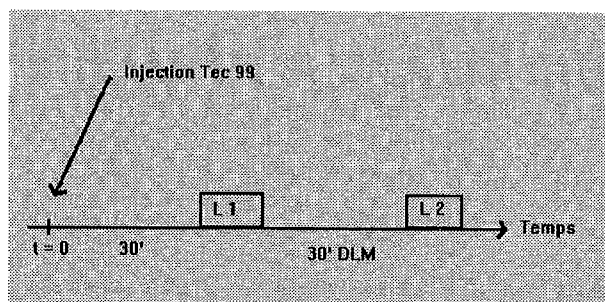 Injection Tec 99
L 1
L 2
Temps
t = 0
30'
30' DLM